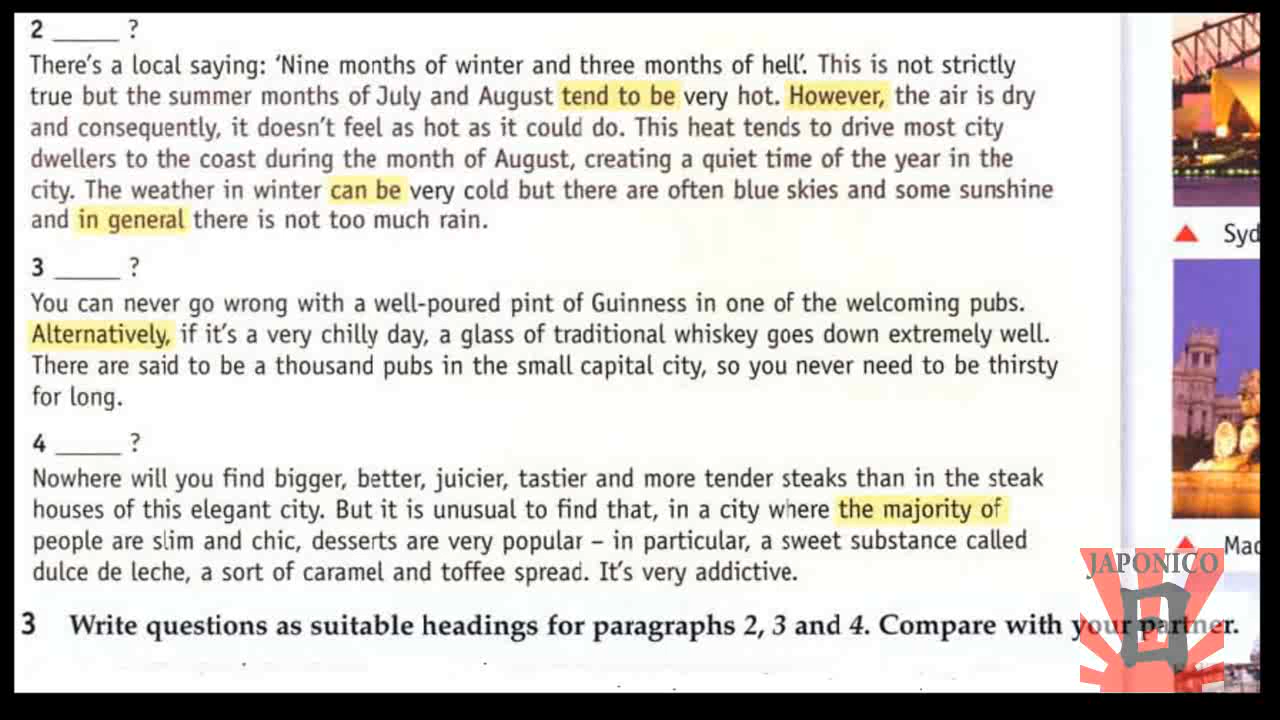 2 _____ ?
There's a local saying: 'Nine months of winter and three months of hell'. This is not strictly
true but the summer months of July and August tend to be very hot. However, the air is dry
and consequently, it doesn't feel as hot as it could do. This heat tends to drive most city
dwellers to the coast during the month of August, creating a quiet time of the year in the
city. The weather in winter can be very cold but there are often blue skies and some sunshine
and in general there is not too much rain.
3 _____ ?
You can never go wrong with a well-poured pint of Guinness in one of the welcoming pubs.
Alternatively, if it's a very chilly day, a glass of traditional whiskey goes down extremely well.
There are said to be a thousand pubs in the small capital city, so you never need to be thirsty
for long.
4 _____ ?
Nowhere will you find bigger, better, juicier, tastier and more tender steaks than in the steak
houses of this elegant city. But it is unusual to find that, in a city where the majority of
people are slim and chic, desserts are very popular – in particular, a sweet substance called
dulce de leche, a sort of caramel and toffee spread. It's very addictive.
3 Write questions as suitable headings for paragraphs 2, 3 and 4. Compare with your partner.
Syd
Mad
JAPONICO
日